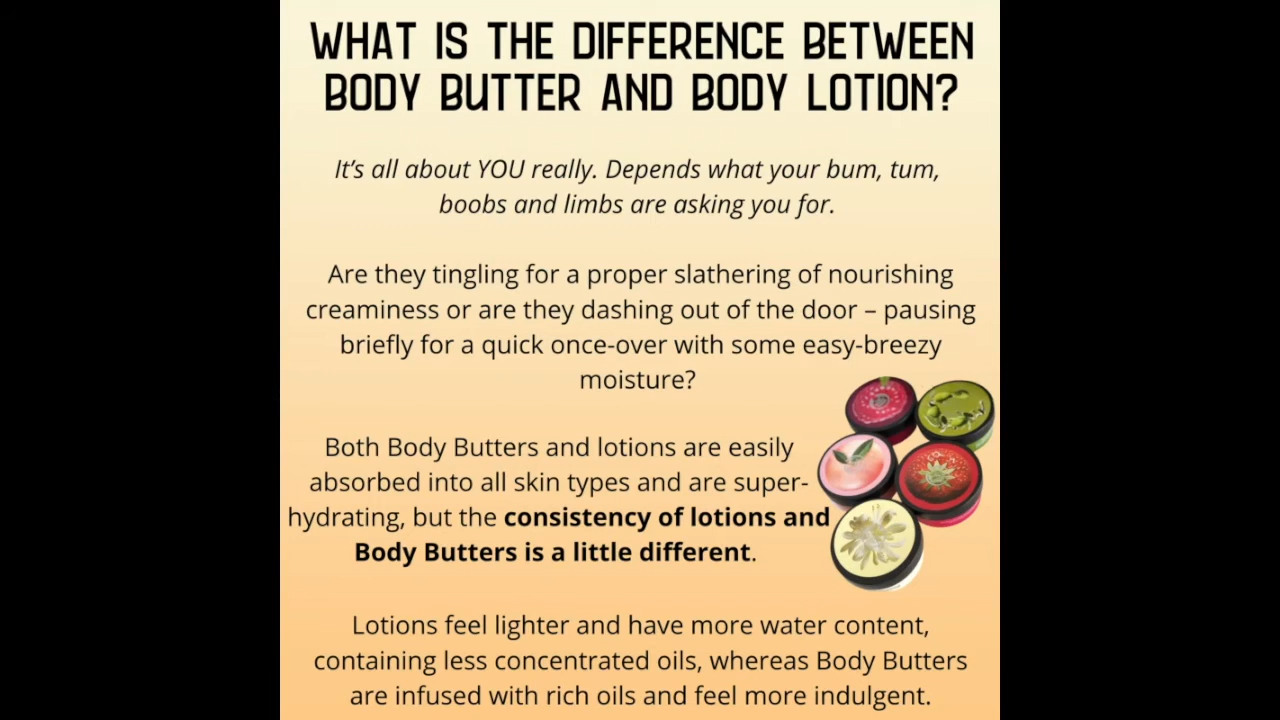 WHAT IS THE DIFFERENCE BETWEEN
BODY BUTTER AND BODY LOTION?
It's all about YOU really. Depends what your bum, tum,
boobs and limbs are asking you for.
Are they tingling for a proper slathering of nourishing
creaminess or are they dashing out of the door – pausing
briefly for a quick once-over with some easy-breezy
moisture?
Both Body Butters and lotions are easily
absorbed into all skin types and are super-
hydrating, but the consistency of lotions and
Body Butters is a little different.
Lotions feel lighter and have more water content,
containing less concentrated oils, whereas Body Butters
are infused with rich oils and feel more indulgent.